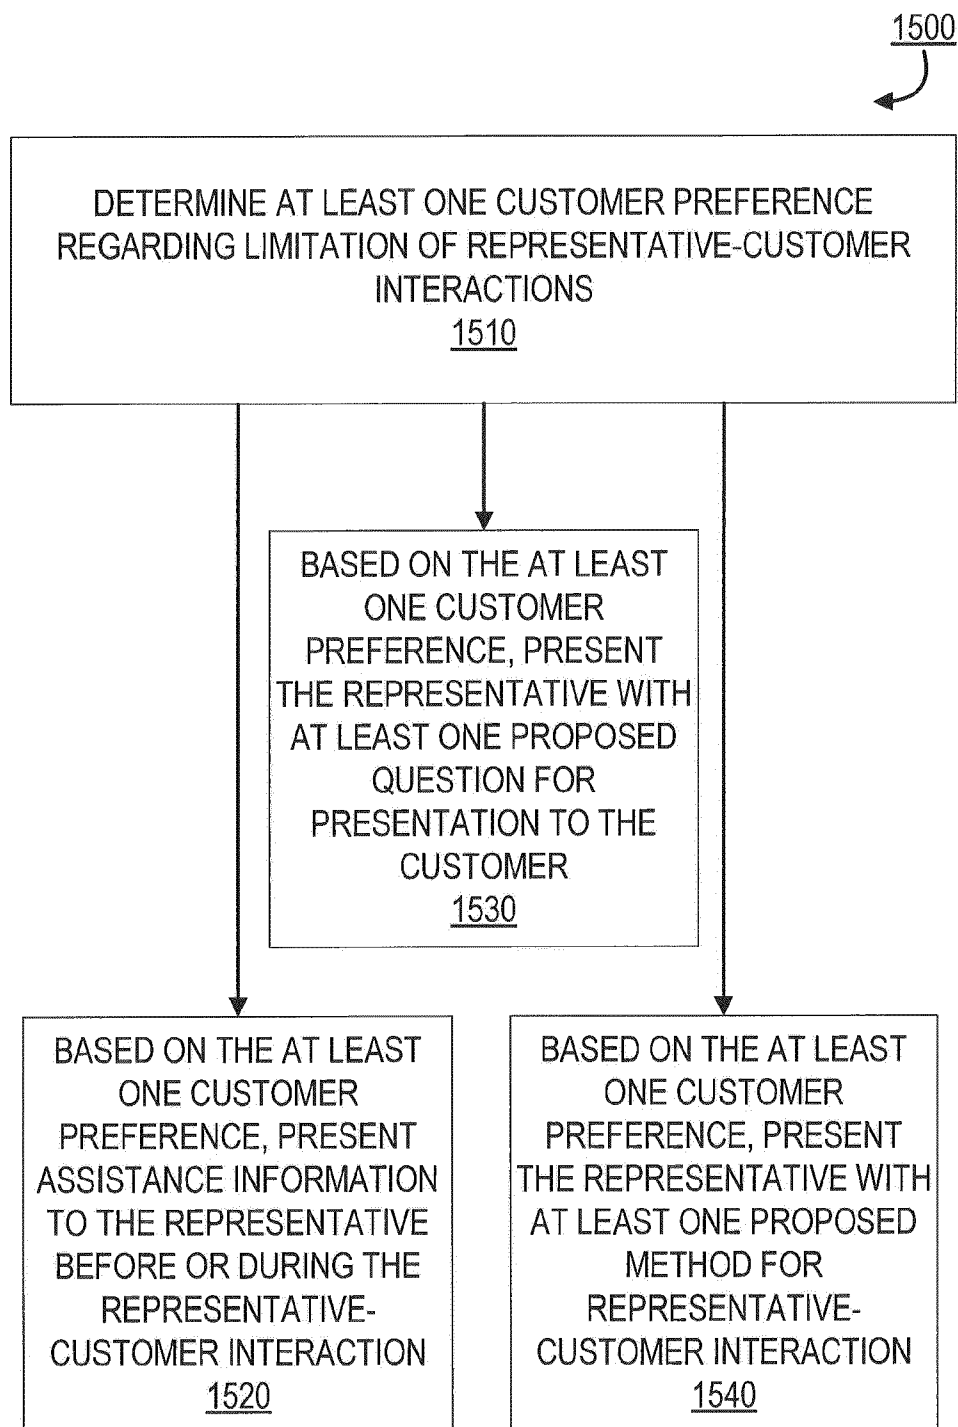 1500
DETERMINE AT LEAST ONE CUSTOMER PREFERENCE
REGARDING LIMITATION OF REPRESENTATIVE-CUSTOMER
INTERACTIONS
1510
BASED ON THE AT LEAST
ONE CUSTOMER
PREFERENCE, PRESENT
THE REPRESENTATIVE WITH
AT LEAST ONE PROPOSED
QUESTION FOR
PRESENTATION TO THE
CUSTOMER
1530
BASED ON THE AT LEAST
ONE CUSTOMER
PREFERENCE, PRESENT
ASSISTANCE INFORMATION
TO THE REPRESENTATIVE
BEFORE OR DURING THE
REPRESENTATIVE-
CUSTOMER INTERACTION
1520
BASED ON THE AT LEAST
ONE CUSTOMER
PREFERENCE, PRESENT
THE REPRESENTATIVE WITH
AT LEAST ONE PROPOSED
METHOD FOR
REPRESENTATIVE-
CUSTOMER INTERACTION
1540